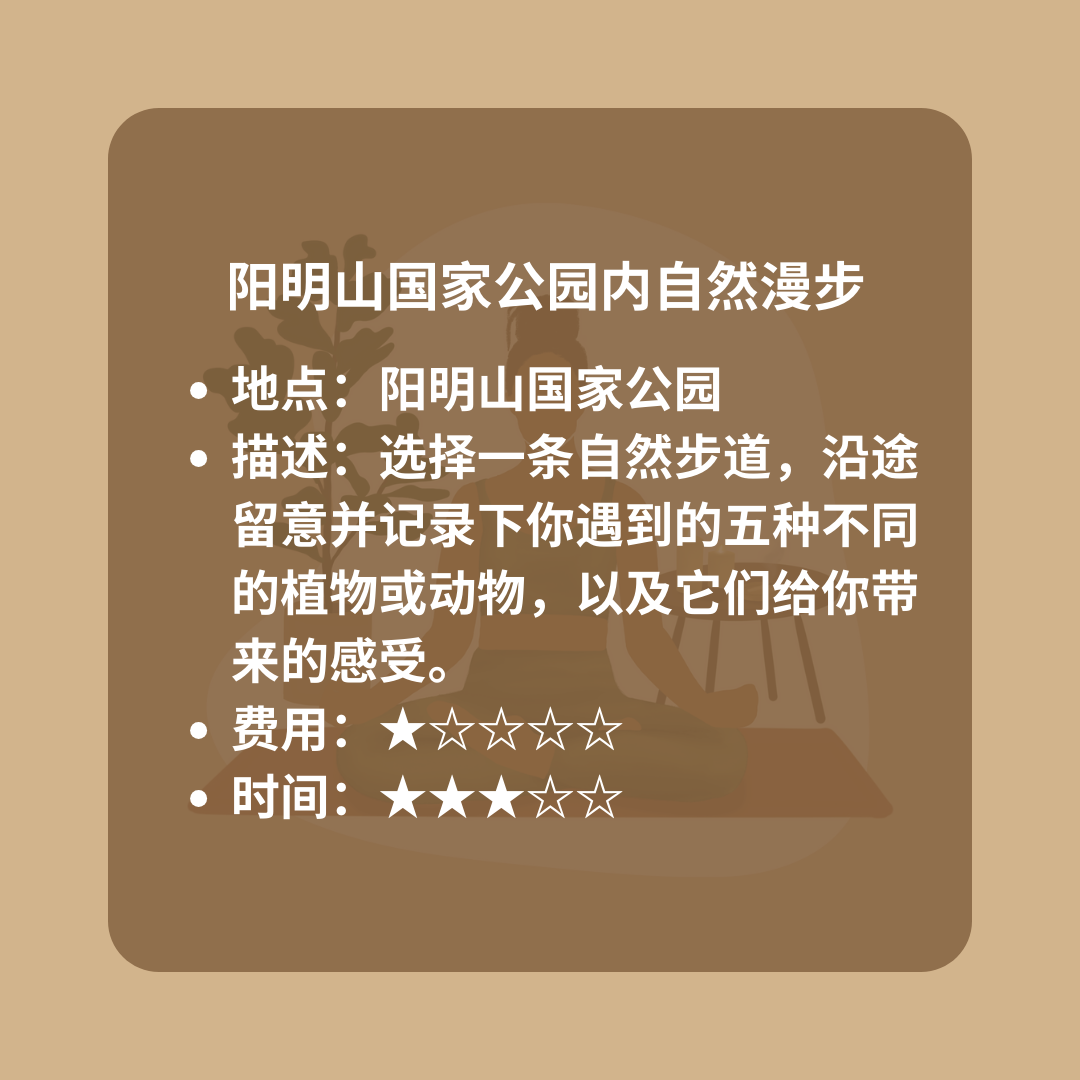 阳明山国家公园内自然漫步
• 地点：阳明山国家公园
• 描述：选择一条自然步道，沿途
留意并记录下你遇到的五种不同
的植物或动物，以及它们给你带
来的感受。
• 费用：★☆☆☆☆
• 时间：★★★☆☆